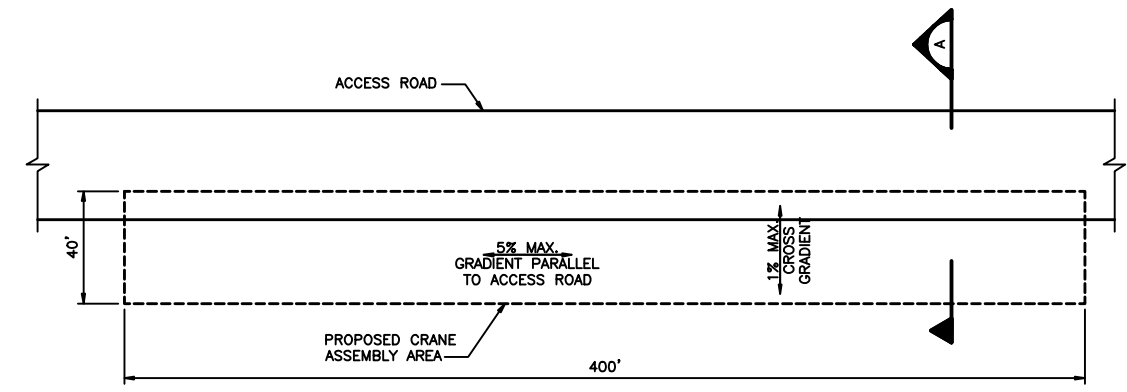 A
ACCESS ROAD
40'
5% MAX.
GRADIENT PARALLEL
TO ACCESS ROAD
1% MAX.
CROSS
GRADIENT
PROPOSED CRANE
ASSEMBLY AREA
400'